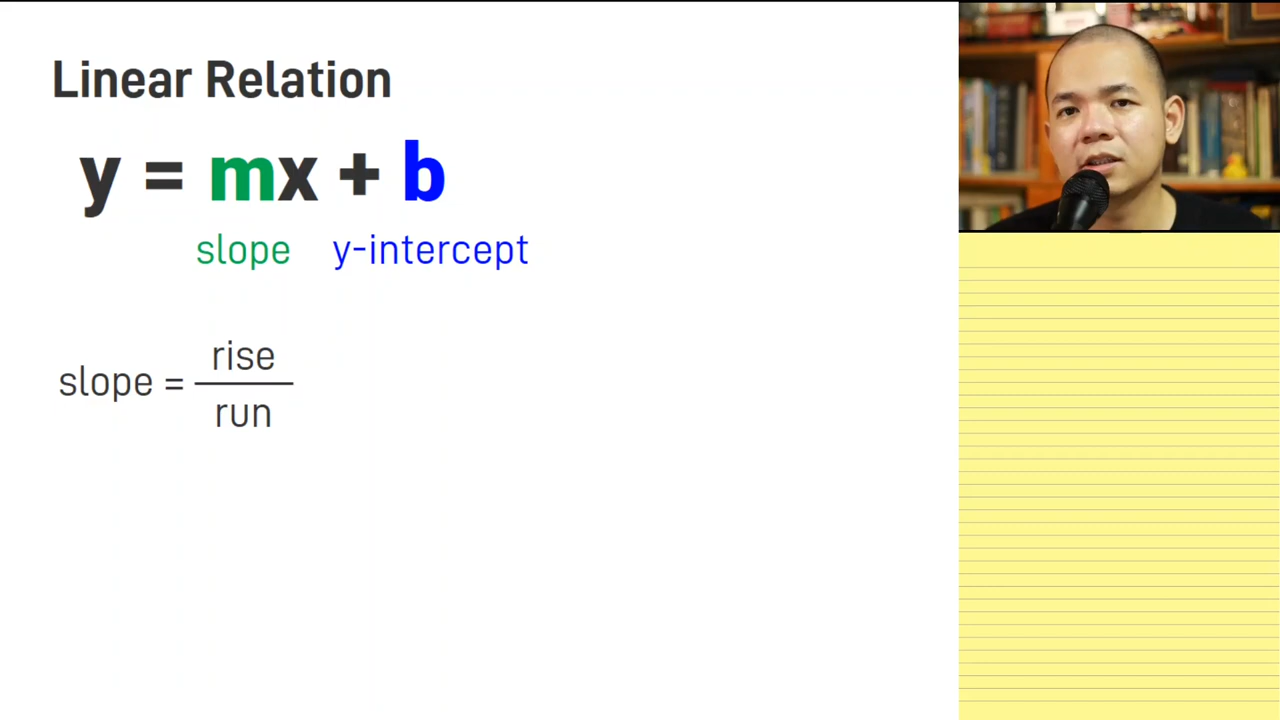 Linear Relation
y = mx + b
slope y-intercept
slope = rise
run